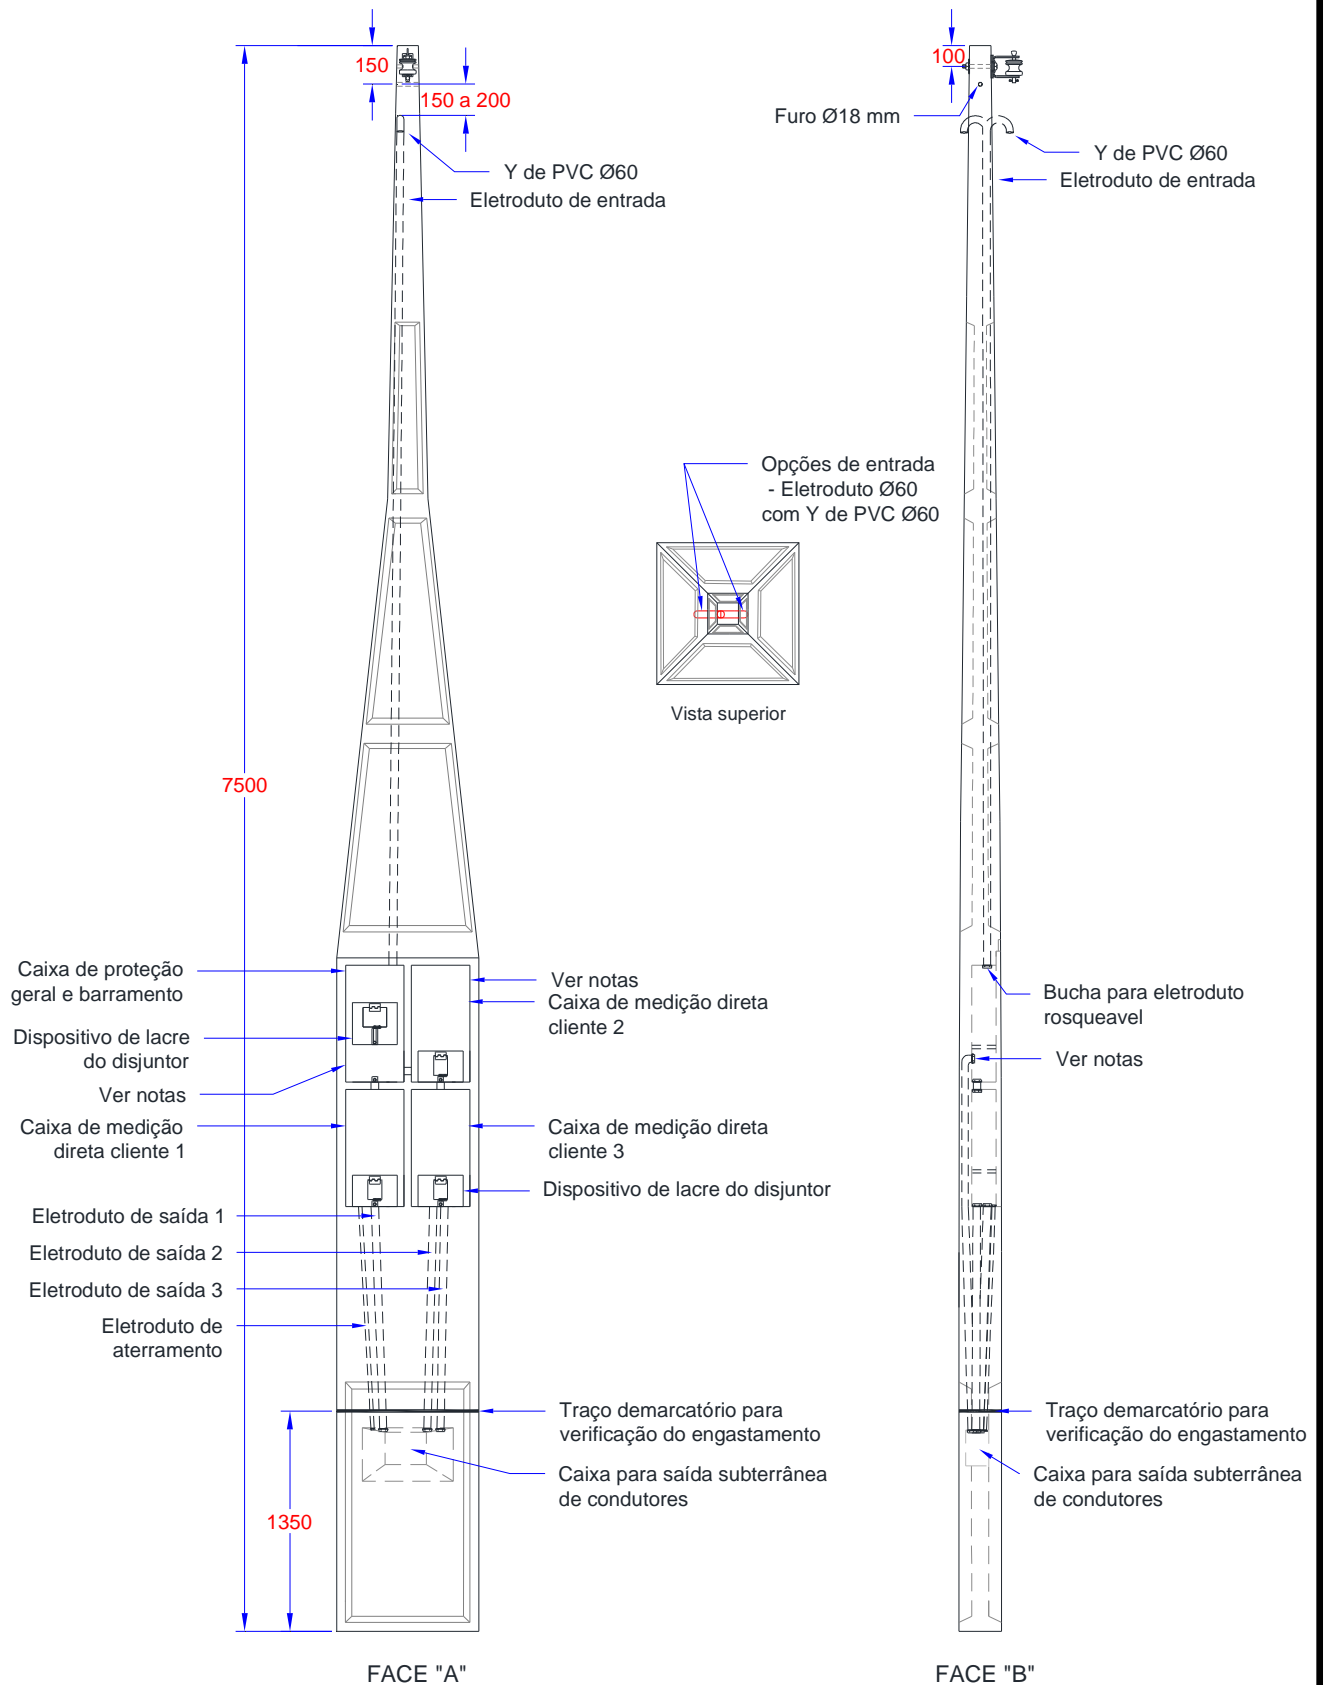 150
150 a 200
Y de PVC Ø60
Eletroduto de entrada
100
Furo Ø18 mm
Y de PVC Ø60
Eletroduto de entrada
Opções de entrada
- Eletroduto Ø60
com Y de PVC Ø60
Vista superior
7500
Caixa de proteção
geral e barramento
Dispositivo de lacre
do disjuntor
Ver notas
Caixa de medição
direta cliente 1
Ver notas
Caixa de medição direta
cliente 2
Caixa de medição direta
cliente 3
Dispositivo de lacre do disjuntor
Eletroduto de saída 1
Eletroduto de saída 2
Eletroduto de saída 3
Eletroduto de
aterramento
Bucha para eletroduto
rosqueavel
Ver notas
Traço demarcatório para
verificação do engastamento
Caixa para saída subterrânea
de condutores
1350
Traço demarcatório para
verificação do engastamento
Caixa para saída subterrânea
de condutores
FACE "A"
FACE "B"